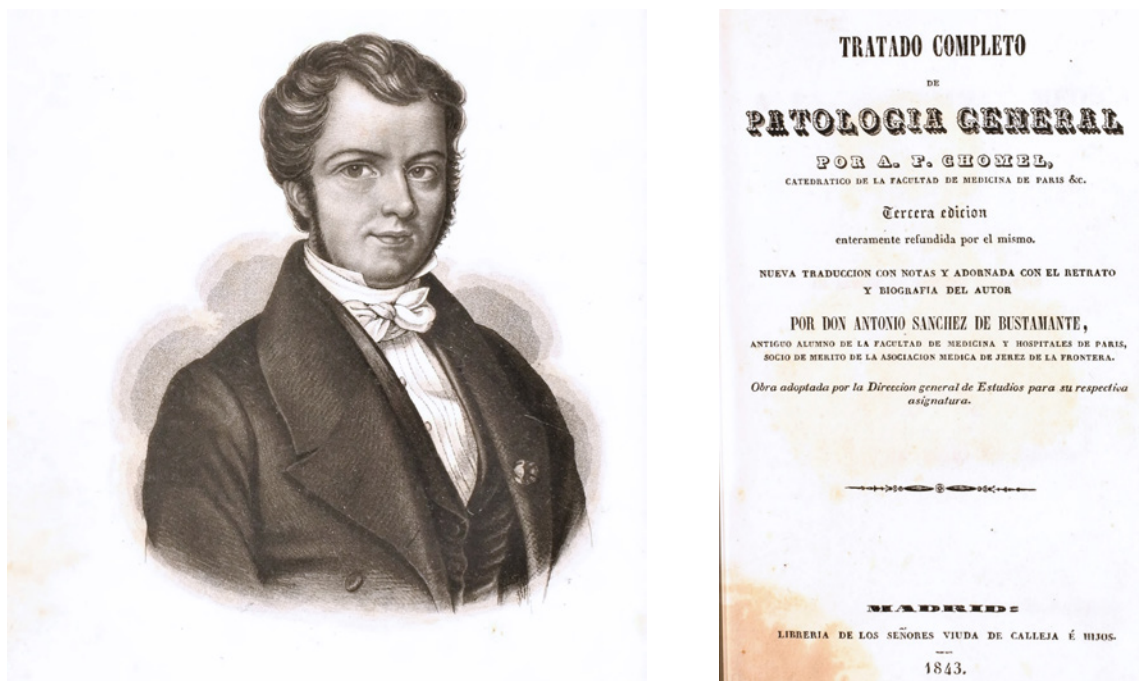 TRATADO COMPLETO
DE
PATOLOGIA GENERAL
POR A. F. CHOMEL,
CATEDRATICO DE LA FACULTAD DE MEDICINA DE PARIS &c.
Tercera edicion
enteramente refundida por el mismo.
NUEVA TRADUCCION CON NOTAS Y ADORNADA CON EL RETRATO
Y BIOGRAFIA DEL AUTOR
POR DON ANTONIO SANCHEZ DE BUSTAMANTE,
ANTIGUO ALUMNO DE LA FACULTAD DE MEDICINA Y HOSPITALES DE PARIS,
SOCIO DE MERITO DE LA ASOCIACION MEDICA DE JEREZ DE LA FRONTERA.
Obra adoptada por la Direccion general de Estudios para su respectiva
asignatura.
MADRID:
LIBRERIA DE LOS SEÑORES VIUDA DE CALLEJA É HIJOS.
1843.